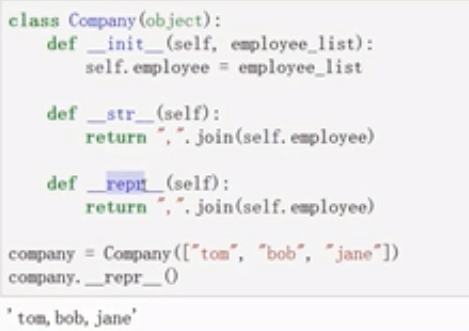 class Company(object):
    def __init__(self, employee_list):
        self.employee = employee_list
    def __str__(self):
        return ",".join(self.employee)
    def __repr__(self):
        return ",".join(self.employee)
company = Company(["tom", "bob", "jane"])
company.__repr__()
'tom,bob,jane'